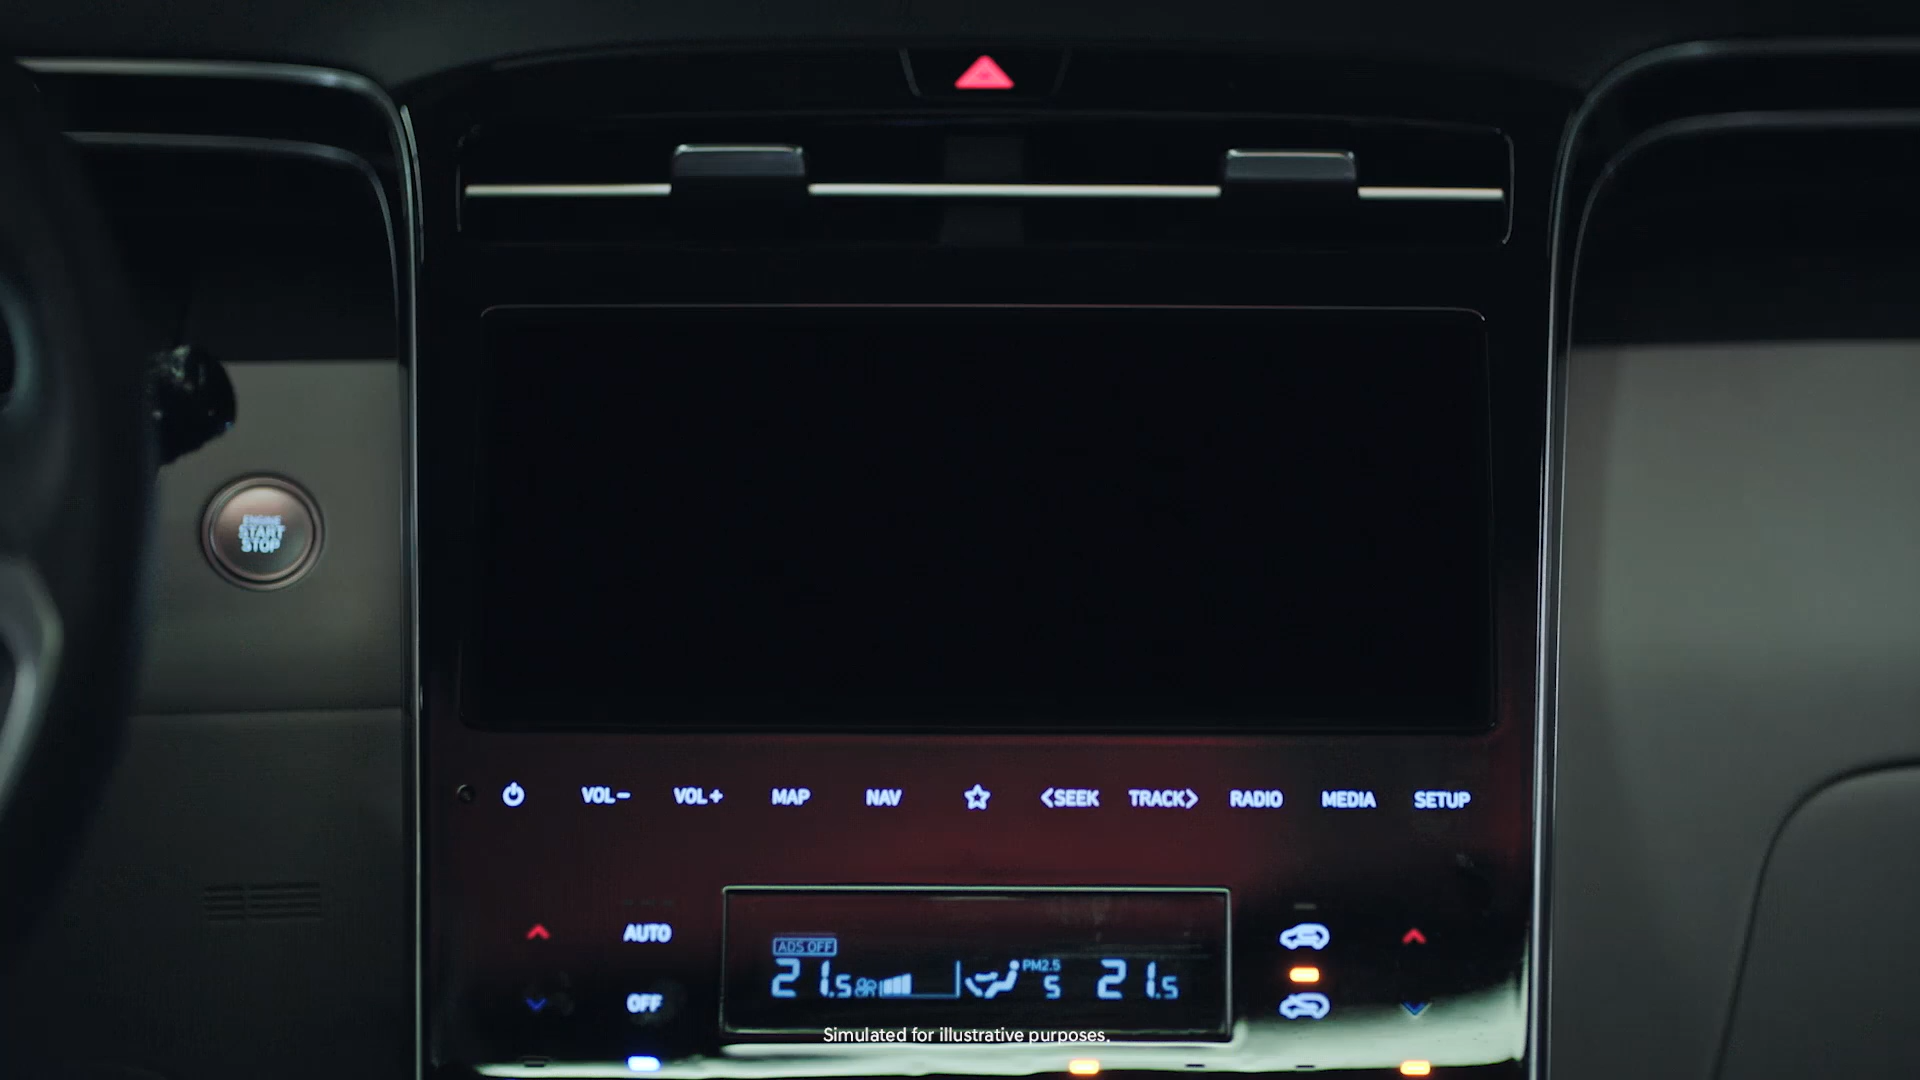 ENGINE
START
STOP
VOL− VOL+ MAP NAV <SEEK TRACK> RADIO MEDIA SETUP
AUTO
OFF
ADS OFF
21.5
PM2.5
5
21.5
Simulated for illustrative purposes.